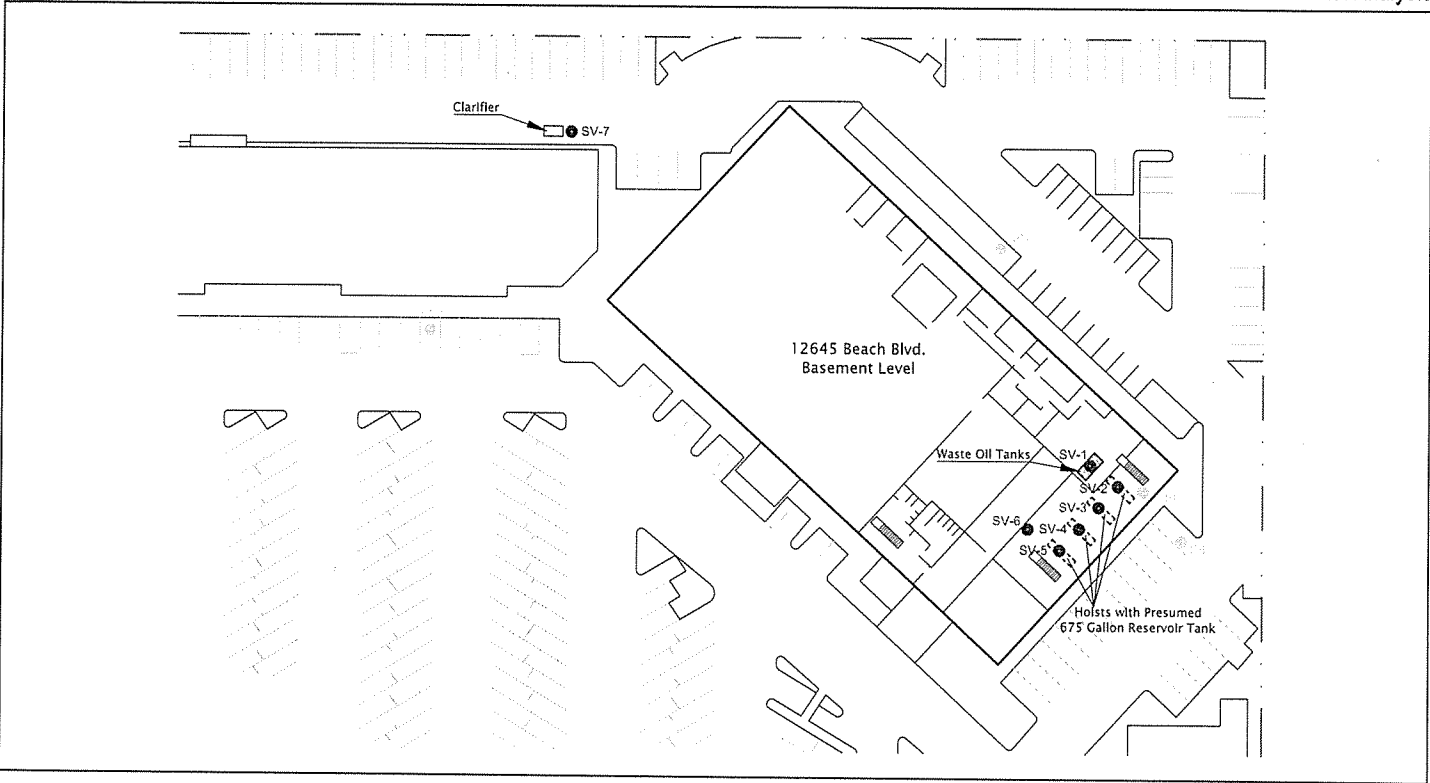 Clarifier
SV-7
12645 Beach Blvd.
Basement Level
Waste Oil Tanks
SV-1
SV-2
SV-3
SV-6
SV-4
SV-5
Hoists with Presumed
675 Gallon Reservoir Tank